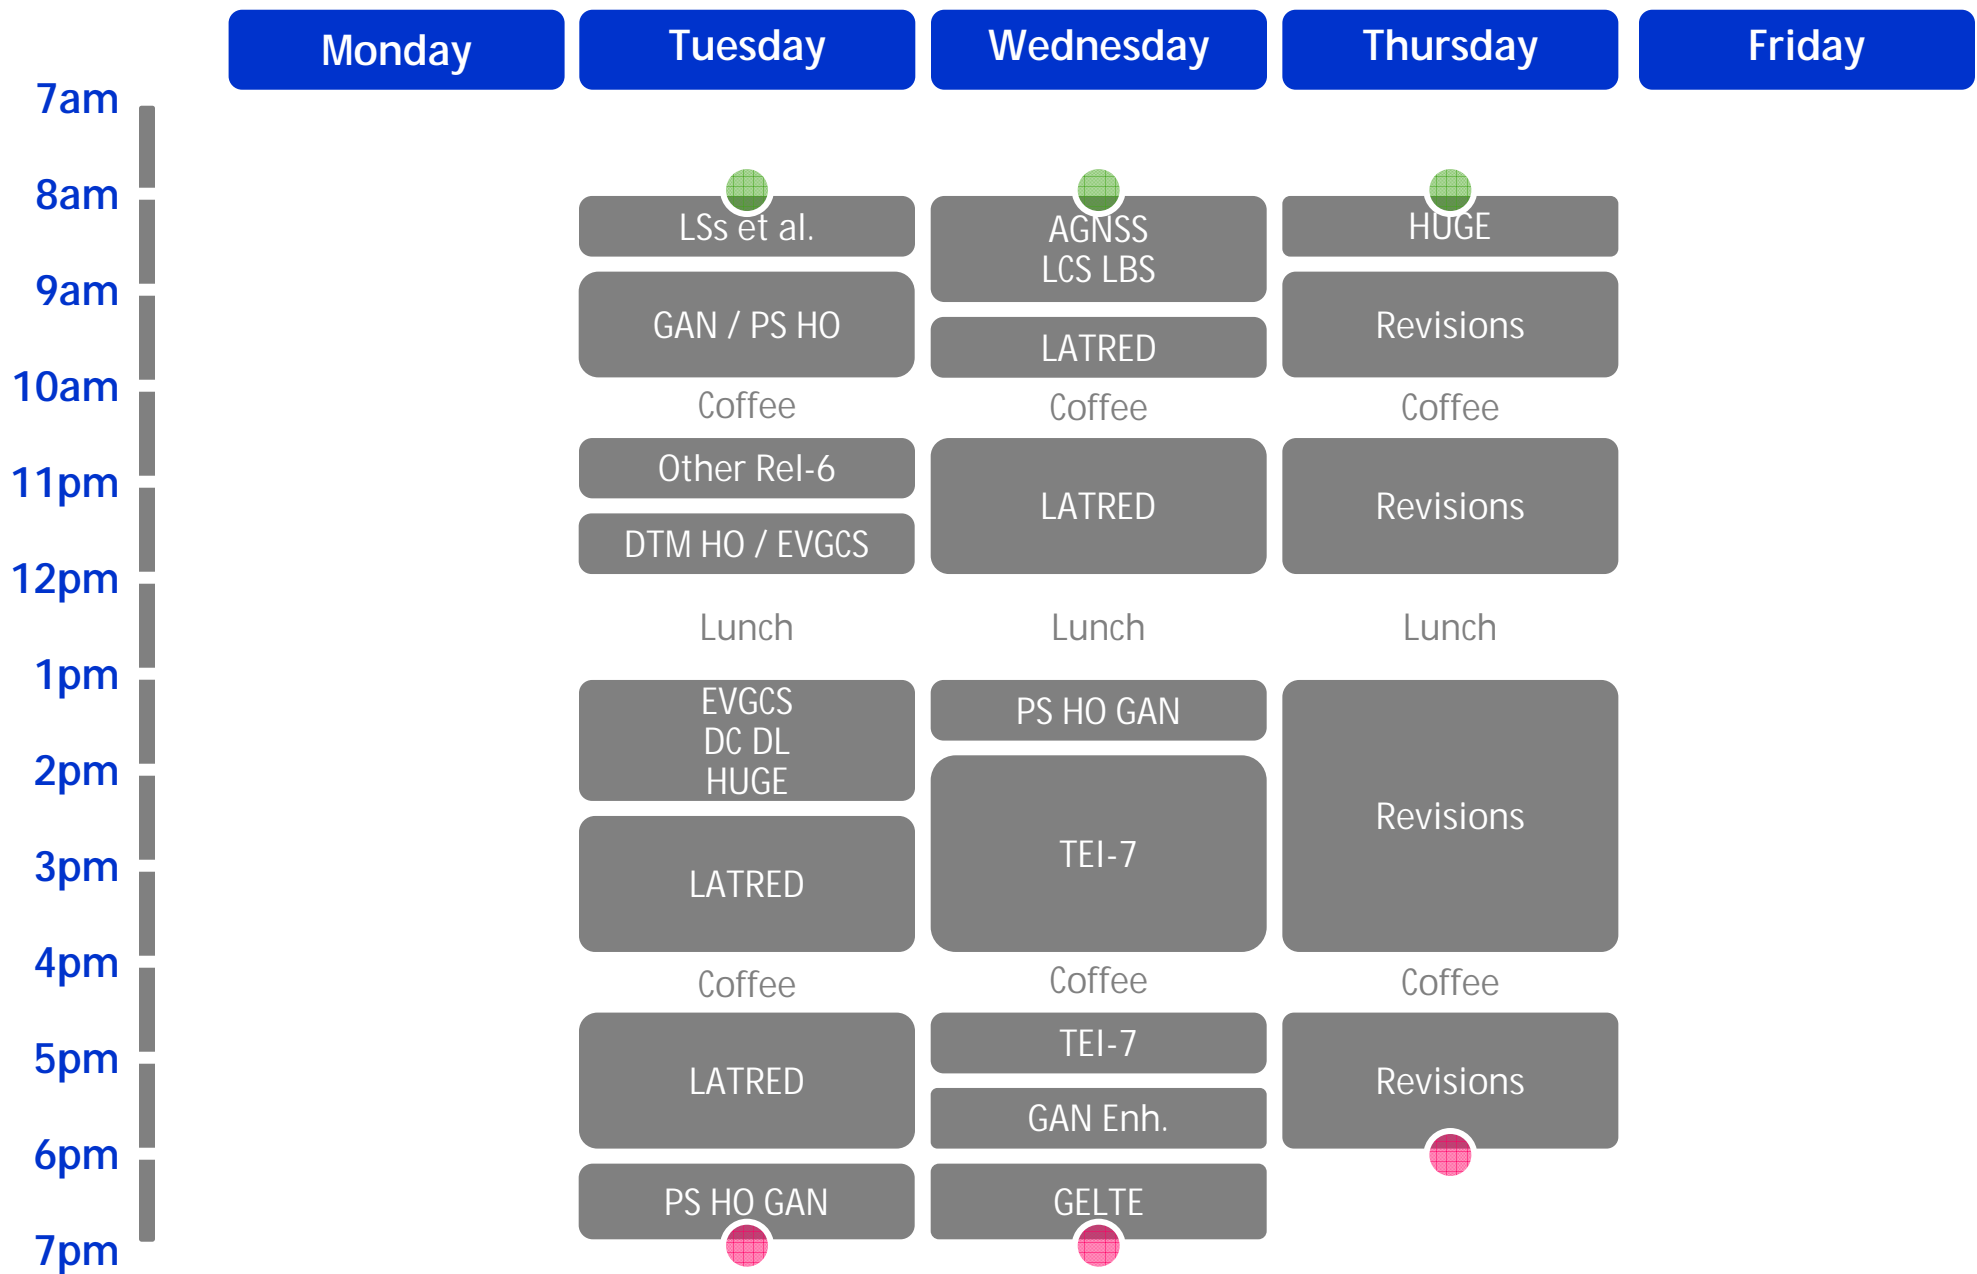 Monday
Tuesday
Wednesday
Thursday
Friday
7am
8am
9am
10am
11pm
12pm
1pm
2pm
3pm
4pm
5pm
6pm
7pm
LSs et al.
GAN / PS HO
Coffee
Other Rel-6
DTM HO / EVGCS
Lunch
EVGCS
DC DL
HUGE
LATRED
Coffee
LATRED
PS HO GAN
AGNSS
LCS LBS
LATRED
Coffee
LATRED
Lunch
PS HO GAN
TEI-7
Coffee
TEI-7
GAN Enh.
GELTE
HUGE
Revisions
Coffee
Revisions
Lunch
Revisions
Coffee
Revisions